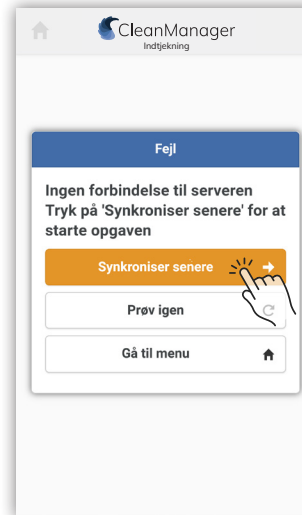 CleanManager
Indtjekning
Fejl
Ingen forbindelse til serveren
Tryk på 'Synkroniser senere' for at
starte opgaven
Synkroniser senere
Prøv igen
Gå til menu